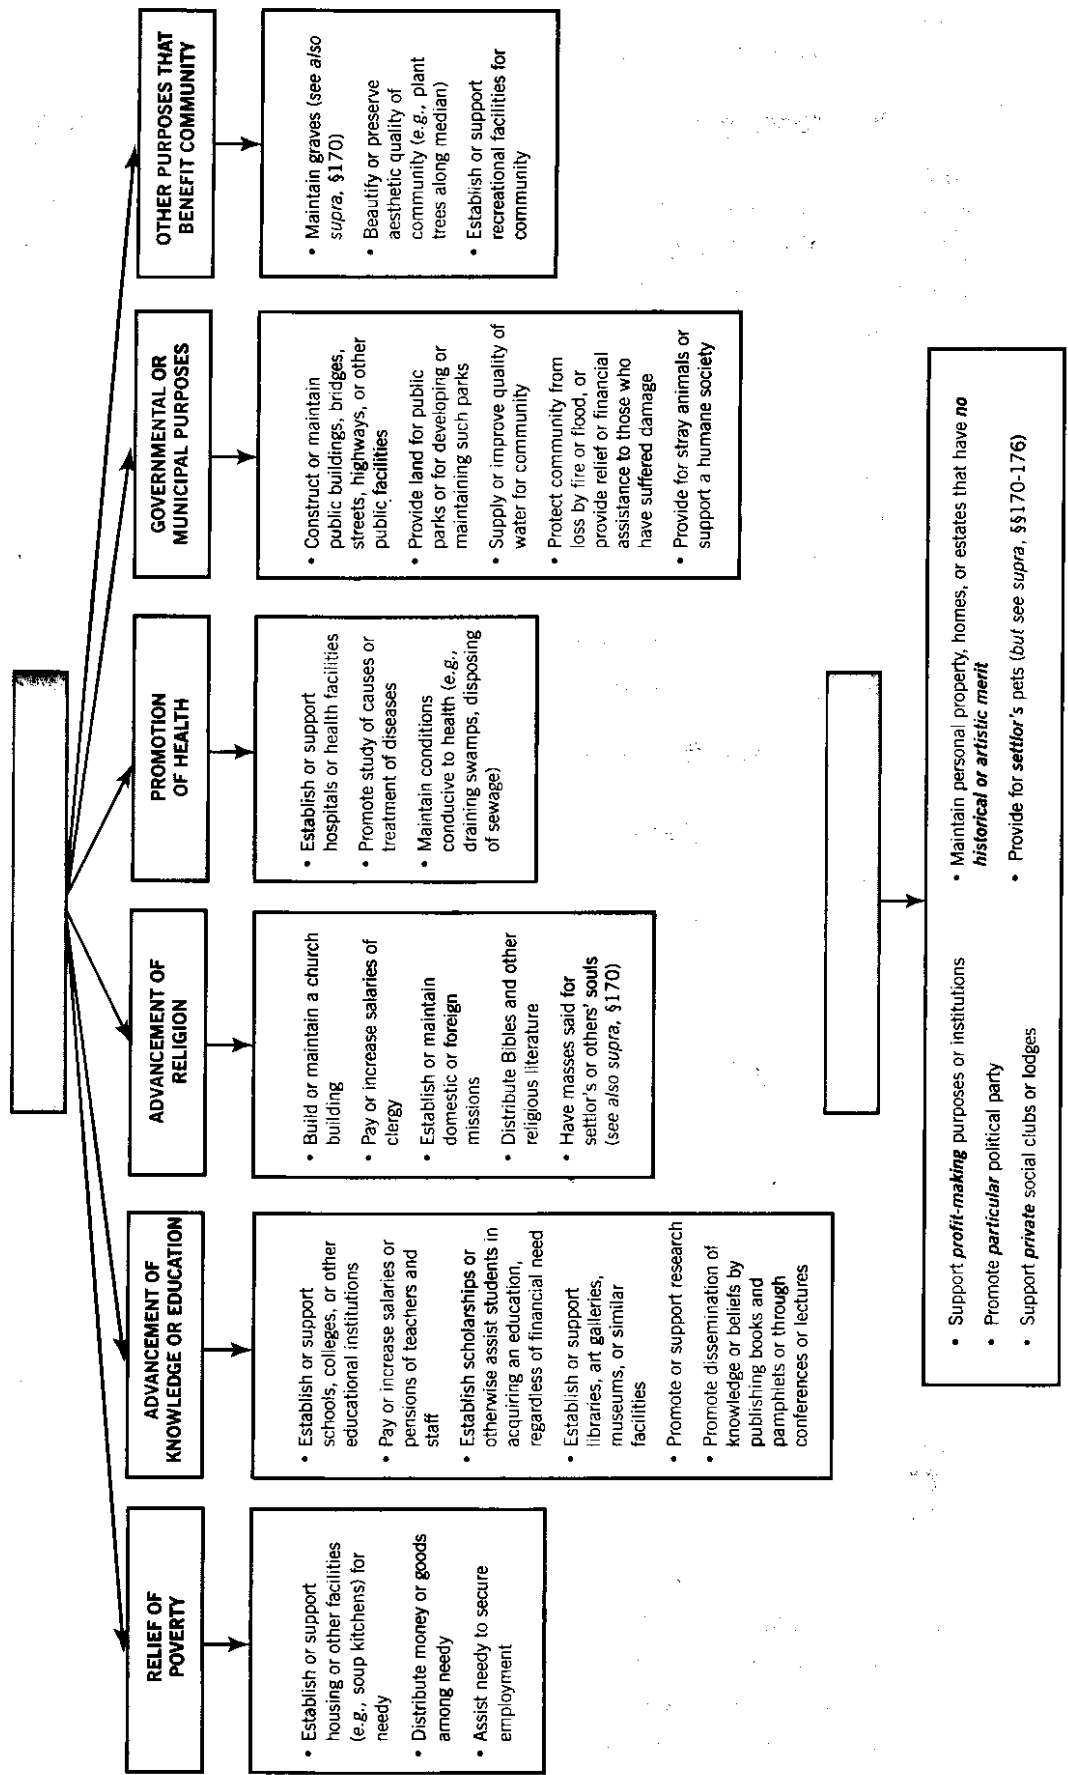 RELIEF OF
POVERTY
• Establish or support
housing or other facilities
(e.g., soup kitchens) for
needy
• Distribute money or goods
among needy
• Assist needy to secure
employment
ADVANCEMENT OF
KNOWLEDGE OR EDUCATION
• Establish or support
schools, colleges, or other
educational institutions
• Pay or increase salaries or
pensions of teachers and
staff
• Establish scholarships or
otherwise assist students in
acquiring an education,
regardless of financial need
• Establish or support
libraries, art galleries,
museums, or similar
facilities
• Promote or support research
• Promote dissemination of
knowledge or beliefs by
publishing books and
pamphlets or through
conferences or lectures
ADVANCEMENT OF
RELIGION
• Build or maintain a church
building
• Pay or increase salaries of
clergy
• Establish or maintain
domestic or foreign
missions
• Distribute Bibles and other
religious literature
• Have masses said for
settlor's or others' souls
(see also supra, §170)
PROMOTION
OF HEALTH
• Establish or support
hospitals or health facilities
• Promote study of causes or
treatment of diseases
• Maintain conditions
conducive to health (e.g.,
draining swamps, disposing
of sewage)
GOVERNMENTAL OR
MUNICIPAL PURPOSES
• Construct or maintain
public buildings, bridges,
streets, highways, or other
public facilities
• Provide land for public
parks or for developing or
maintaining such parks
• Supply or improve quality of
water for community
• Protect community from
loss by fire or flood, or
provide relief or financial
assistance to those who
have suffered damage
• Provide for stray animals or
support a humane society
OTHER PURPOSES THAT
BENEFIT COMMUNITY
• Maintain graves (see also
supra, §170)
• Beautify or preserve
aesthetic quality of
community (e.g., plant
trees along median)
• Establish or support
recreational facilities for
community
• Support profit-making purposes or institutions
• Promote particular political party
• Support private social clubs or lodges
• Maintain personal property, homes, or estates that have no
historical or artistic merit
• Provide for settlor's pets (but see supra, §§170-176)